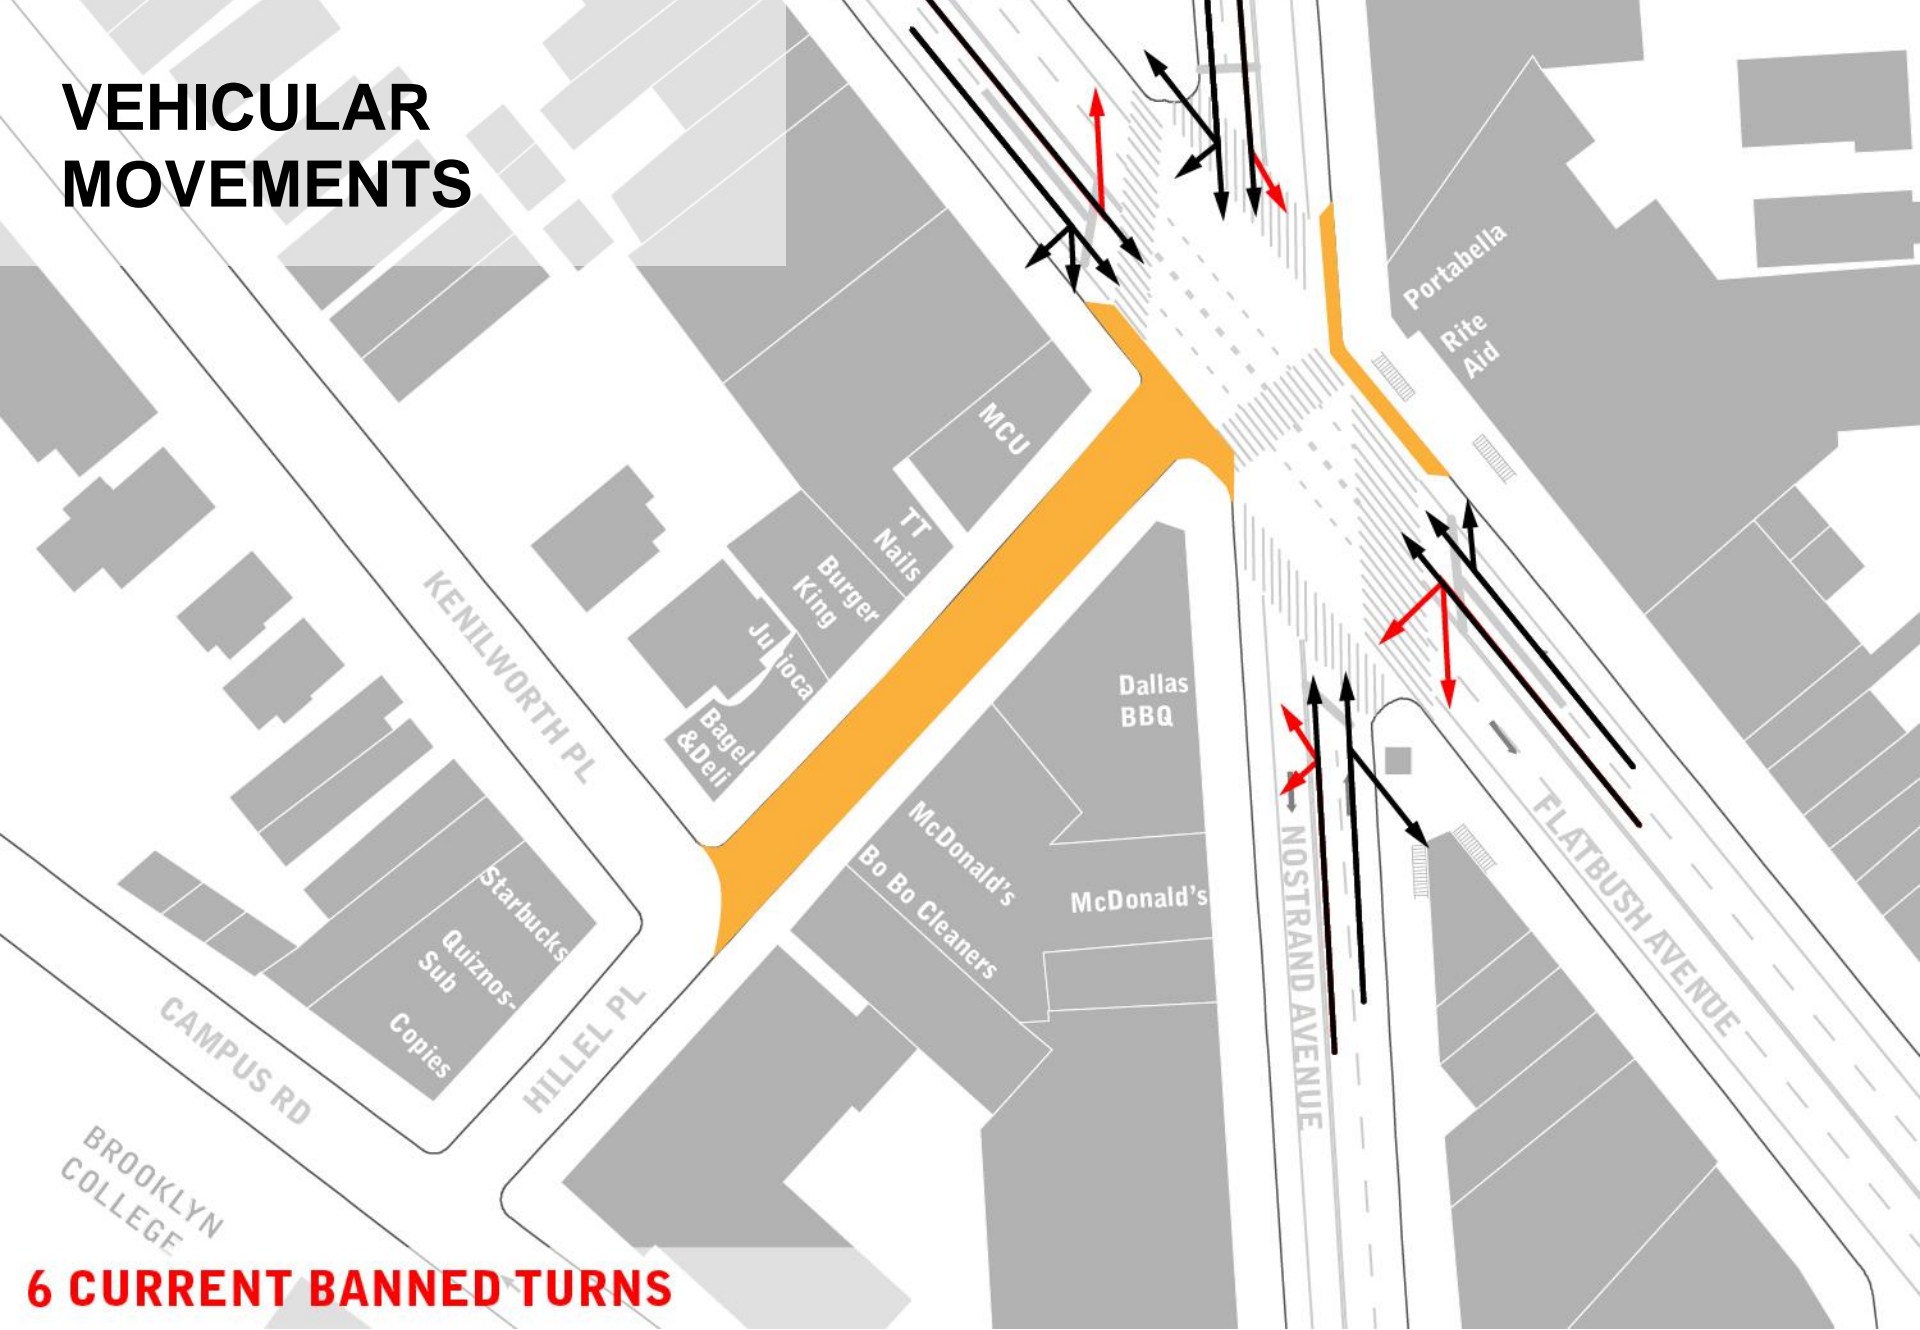 VEHICULAR
MOVEMENTS
Portabella
Rite
Aid
MCU
TT
Nails
Burger
King
Bagel
&Deli
KENILWORTH PL
Dallas
BBQ
McDonald's
McDonald's
Bo Bo Cleaners
Starbucks
Quiznos-
Sub
Copies
NOSTRAND AVENUE
FLATBUSH AVENUE
HILLEL PL
CAMPUS RD
BROOKLYN
COLLEGE
6 CURRENT BANNED TURNS